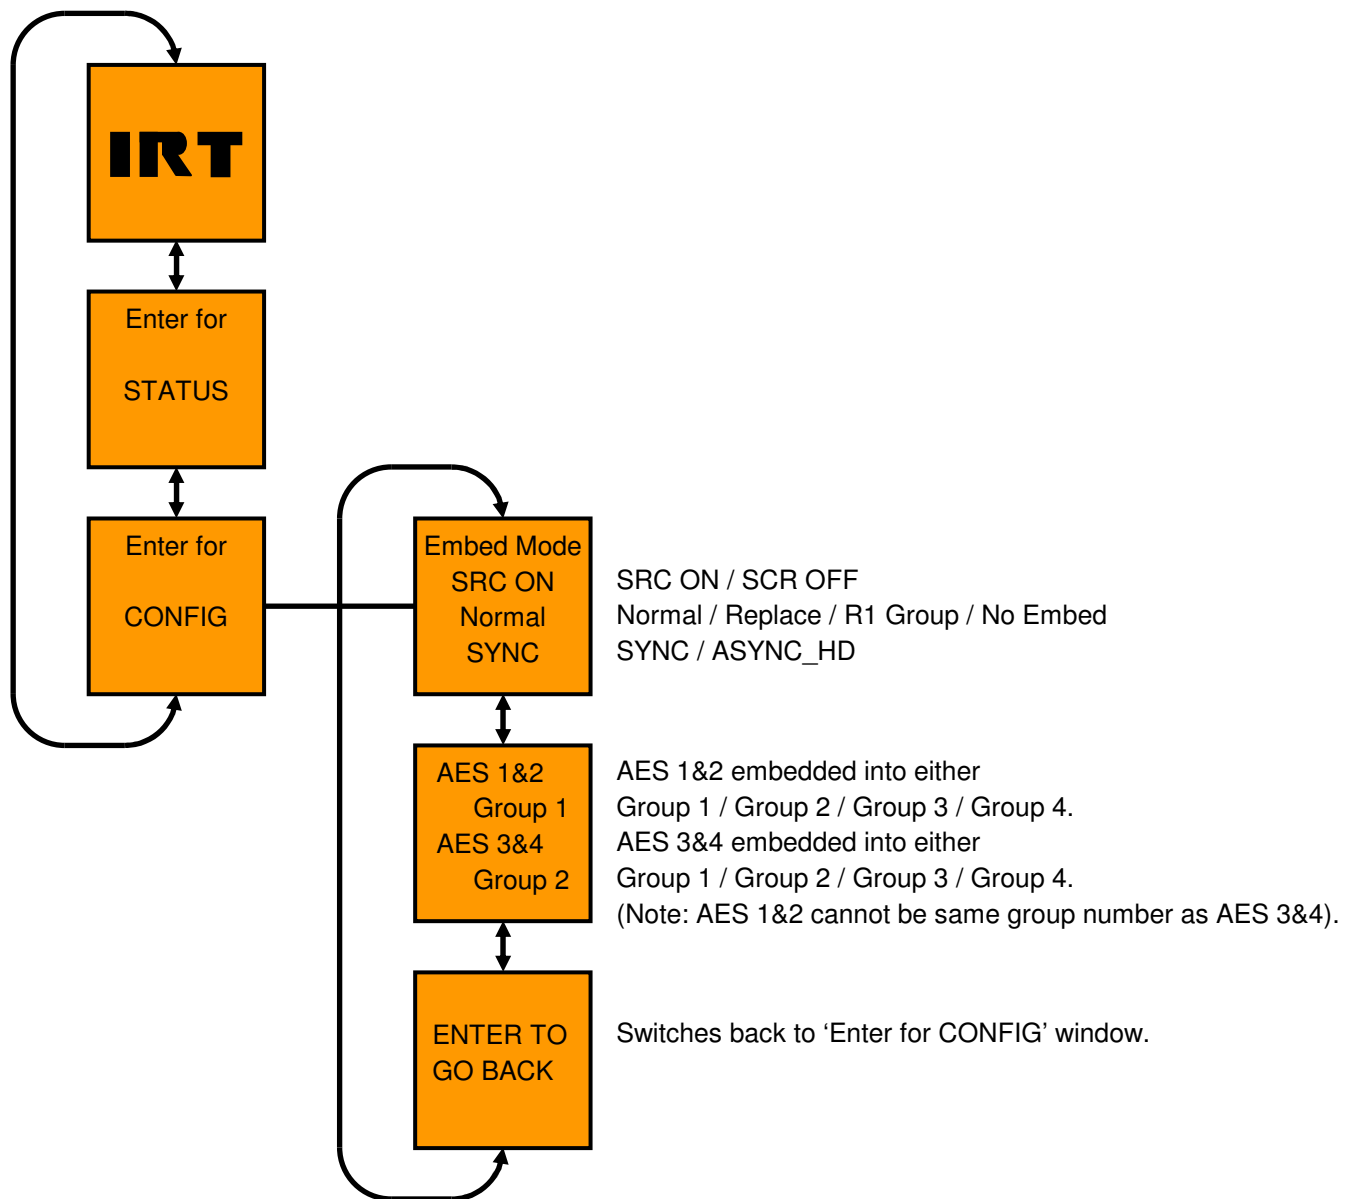 IRT
Enter for
STATUS
Enter for
CONFIG
Embed Mode
SRC ON
Normal
SYNC
SRC ON / SCR OFF
Normal / Replace / R1 Group / No Embed
SYNC / ASYNC_HD
AES 1&2
Group 1
AES 3&4
Group 2
AES 1&2 embedded into either
Group 1 / Group 2 / Group 3 / Group 4.
AES 3&4 embedded into either
Group 1 / Group 2 / Group 3 / Group 4.
(Note: AES 1&2 cannot be same group number as AES 3&4).
ENTER TO
GO BACK
Switches back to ‘Enter for CONFIG’ window.